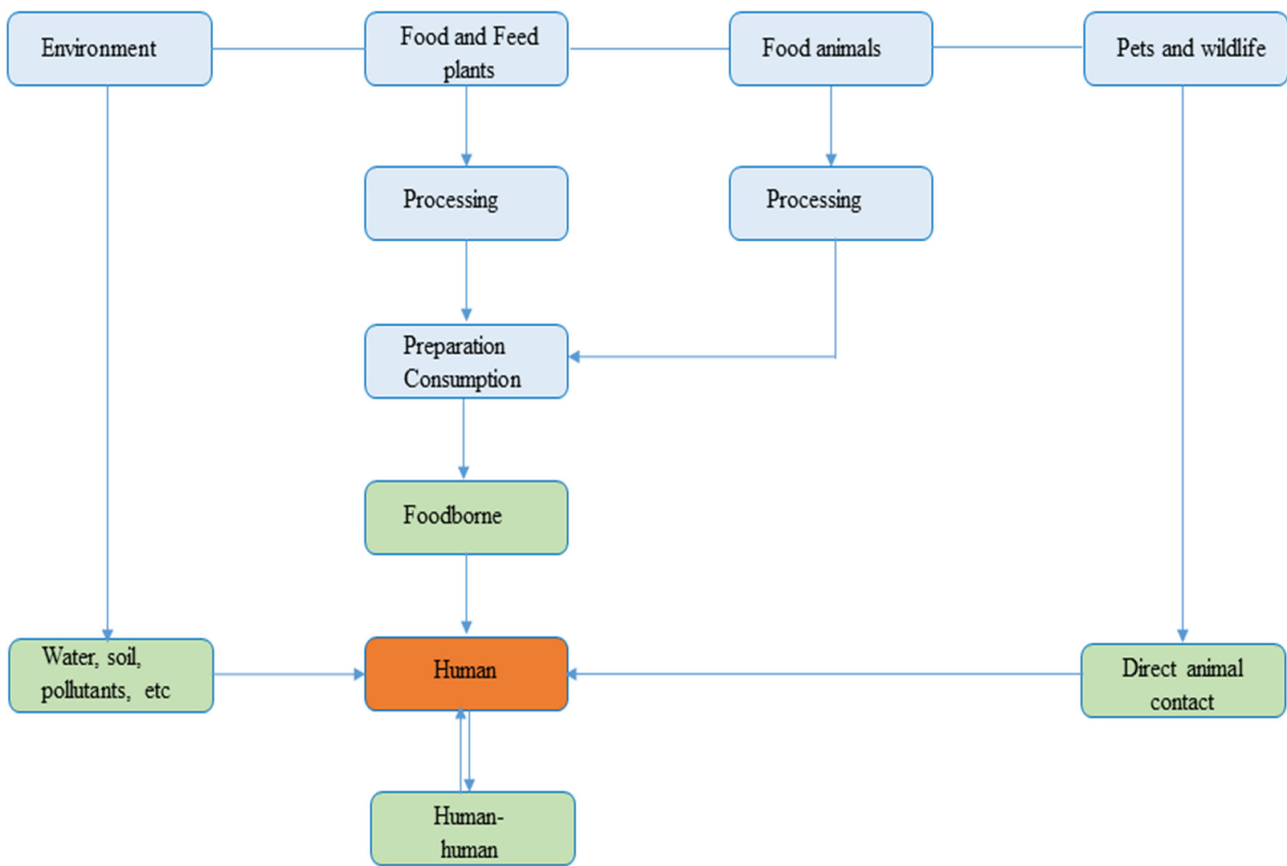 Environment
Food and Feed
plants
Food animals
Pets and wildlife
Processing
Processing
Preparation
Consumption
Foodborne
Water, soil,
pollutants, etc
Human
Direct animal
contact
Human-
human